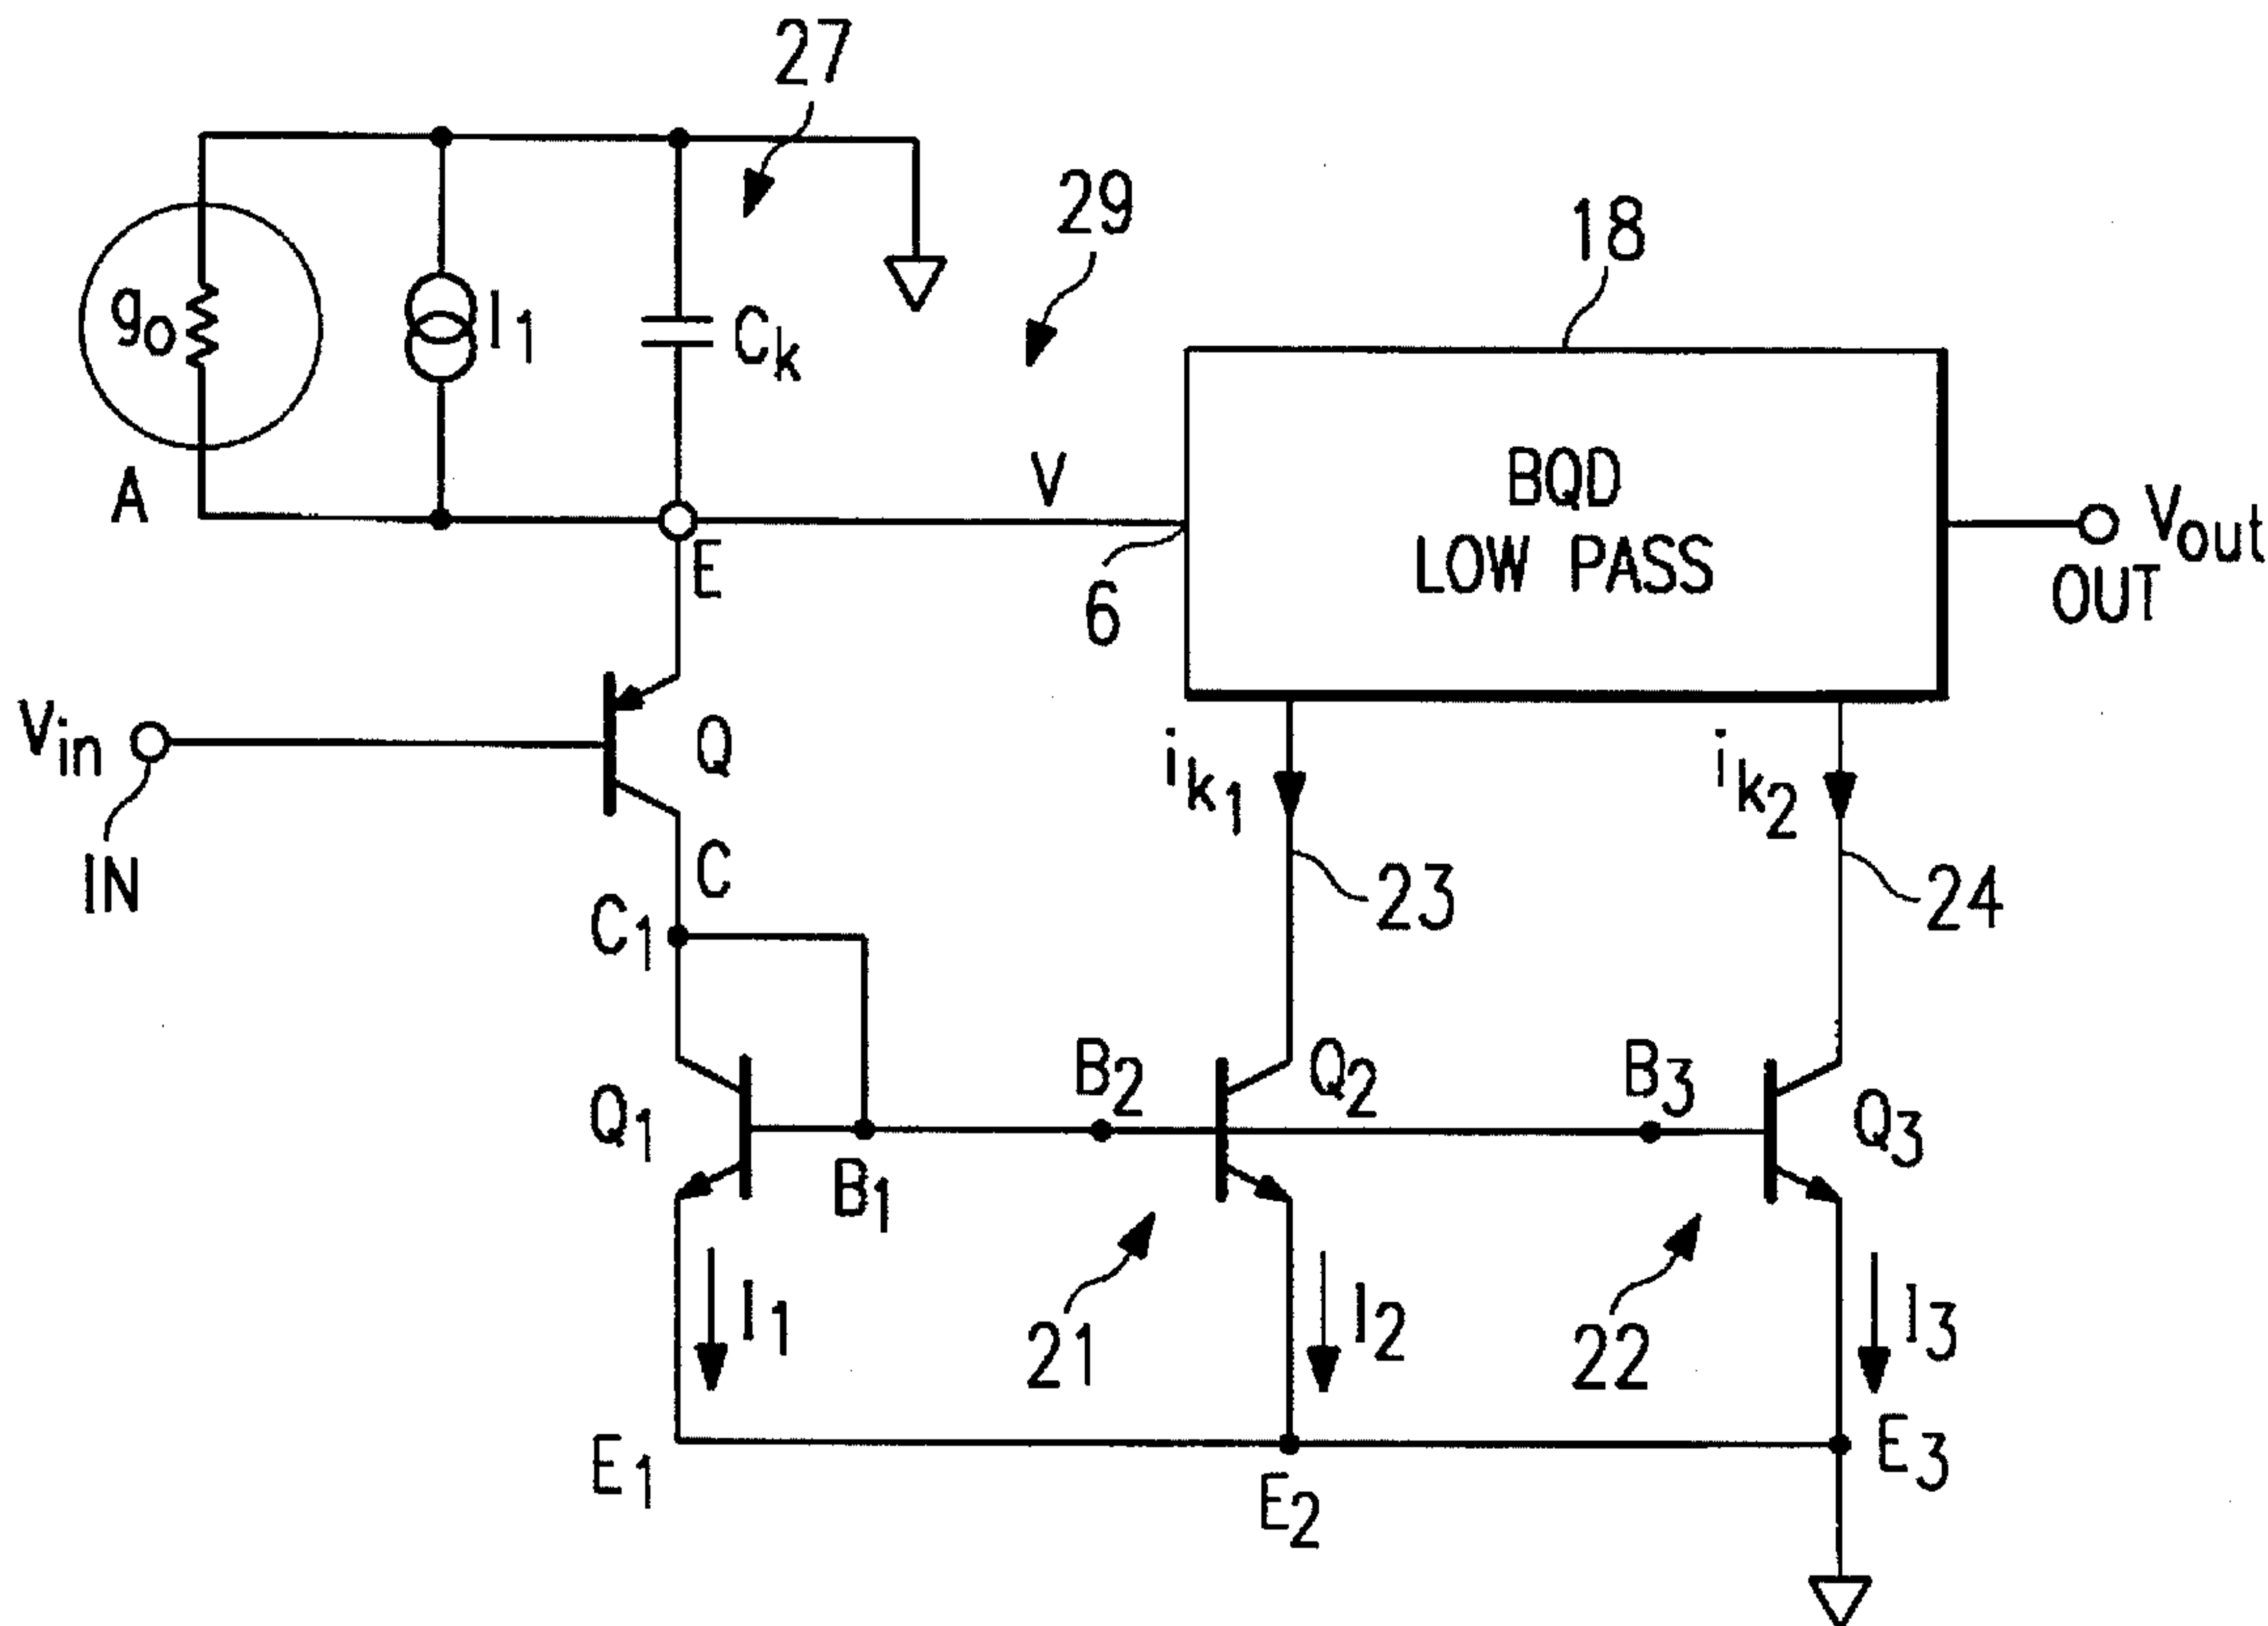 27
29
18
go
I1
Ck
A
V
BQD
LOW PASS
Vout
OUT
E
6
Vin
IN
Q
ik1
ik2
C
23
24
C1
B2
Q2
B3
Q3
Q1
B1
I1
21
I2
22
I3
E1
E2
E3